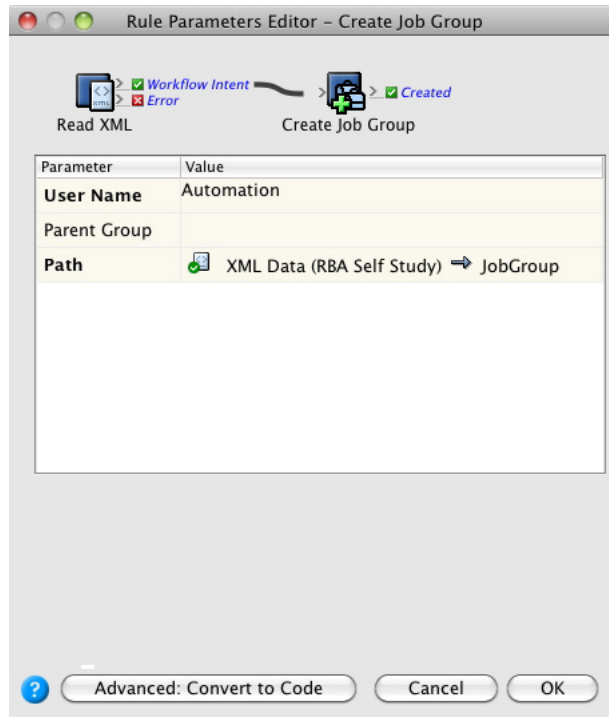 Rule Parameters Editor – Create Job Group
Workflow Intent
Error
Created
xml
Read XML
Create Job Group
Parameter Value
User Name Automation
Parent Group
Path XML Data (RBA Self Study) JobGroup
? Advanced: Convert to Code Cancel OK